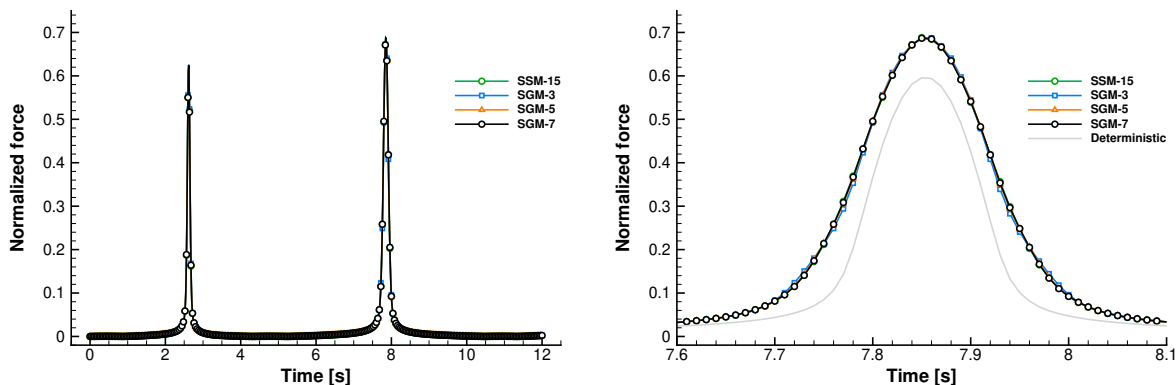 Normalized force
0.7
0.6
0.5
0.4
0.3
0.2
0.1
0
0 2 4 6 8 10 12
Time [s]
SSM-15
SGM-3
SGM-5
SGM-7
Normalized force
0.7
0.6
0.5
0.4
0.3
0.2
0.1
0
7.6 7.7 7.8 7.9 8 8.1
Time [s]
SSM-15
SGM-3
SGM-5
SGM-7
Deterministic